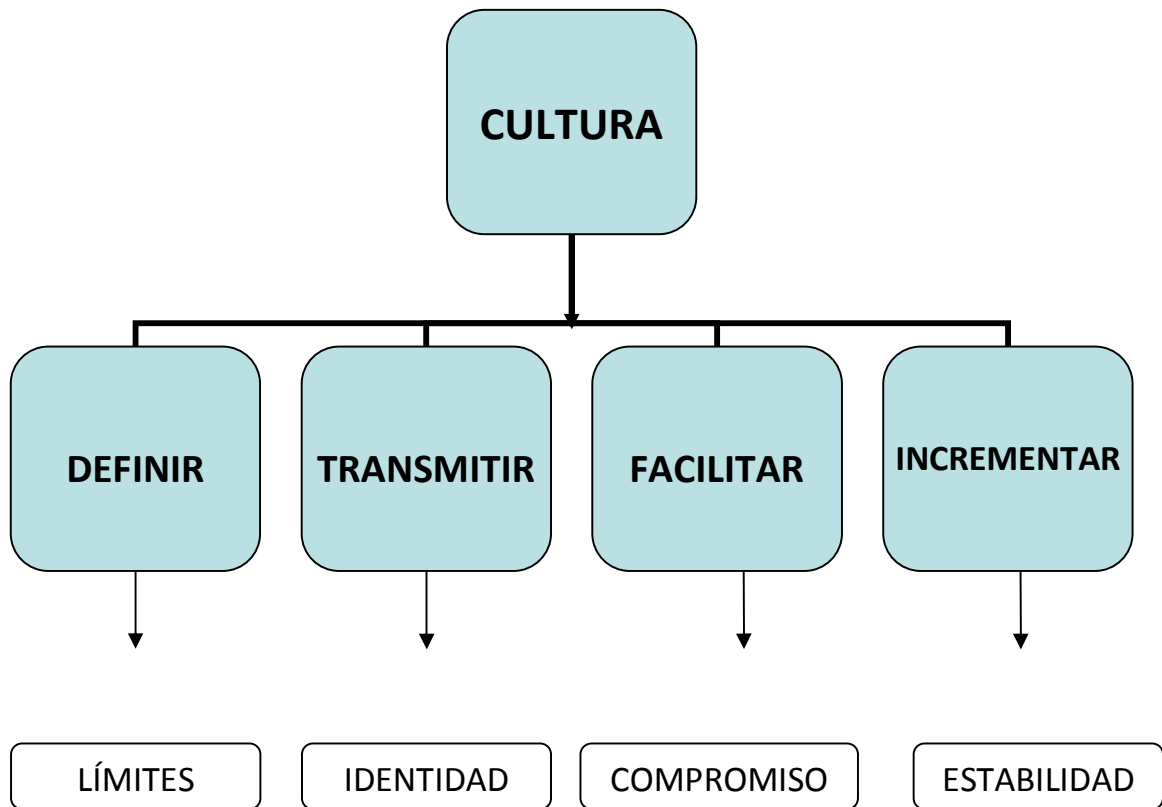 CULTURA
DEFINIR
TRANSMITIR
FACILITAR
INCREMENTAR
LÍMITES
IDENTIDAD
COMPROMISO
ESTABILIDAD